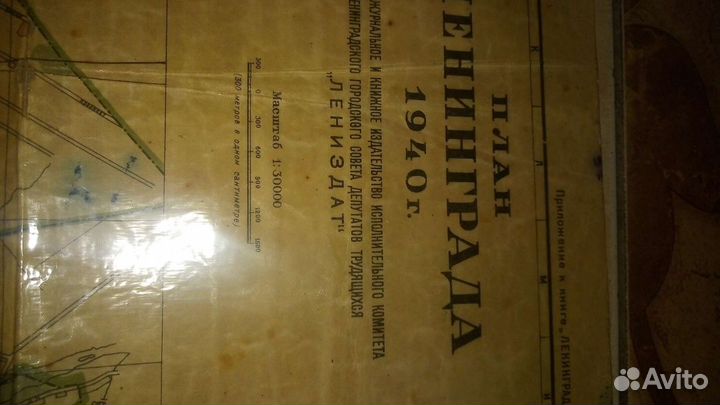 Приложение к книге „ЛЕНИНГРАД
К Л М И
ПЛАН
ЛЕНИНГРАДА
1940 г.
ЖУРНАЛЬНОЕ И КНИЖНОЕ ИЗДАТЕЛЬСТВО ИСПОЛНИТЕЛЬНОГО КОМИТЕТА
ЛЕНИНГРАДСКОГО ГОРОДСКОГО СОВЕТА ДЕПУТАТОВ ТРУДЯЩИХСЯ
„ЛЕНИЗДАТ"
Масштаб 1:30000
300 0 300 600 900 1200 1500
(300 метров в одном сантиметре)
Avito